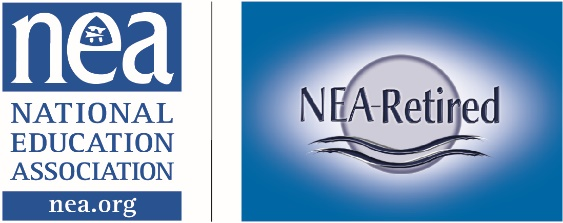 nea
NATIONAL
EDUCATION
ASSOCIATION
nea.org
NEA-Retired